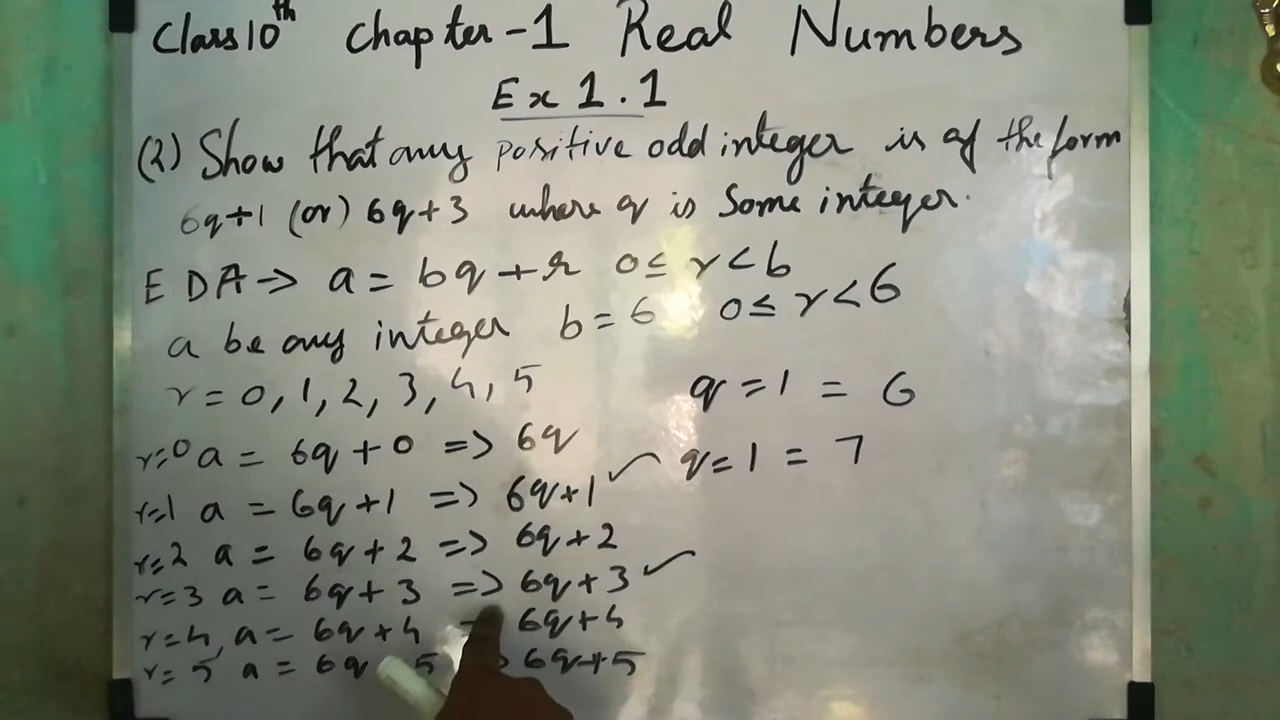 Class 10th Chapter-1 Real Numbers
Ex 1.1
(2) Show that any positive odd integer is of the form
6q+1 (or) 6q+3 where q is some integer.
EDA→ a = bq + r 0≤ r<b
a be any integer b=6 0≤ r<6
r=0,1,2,3,4,5 q=1 = 6
r=0 a = 6q+0 => 6q
r=1 a = 6q+1 => 6q+1 ✓ q=1 = 7
r=2 a = 6q+2 => 6q+2
r=3 a = 6q+3 => 6q+3 ✓
r=4, a= 6q+4 6q+4
r=5 a = 6q 5 6q+5